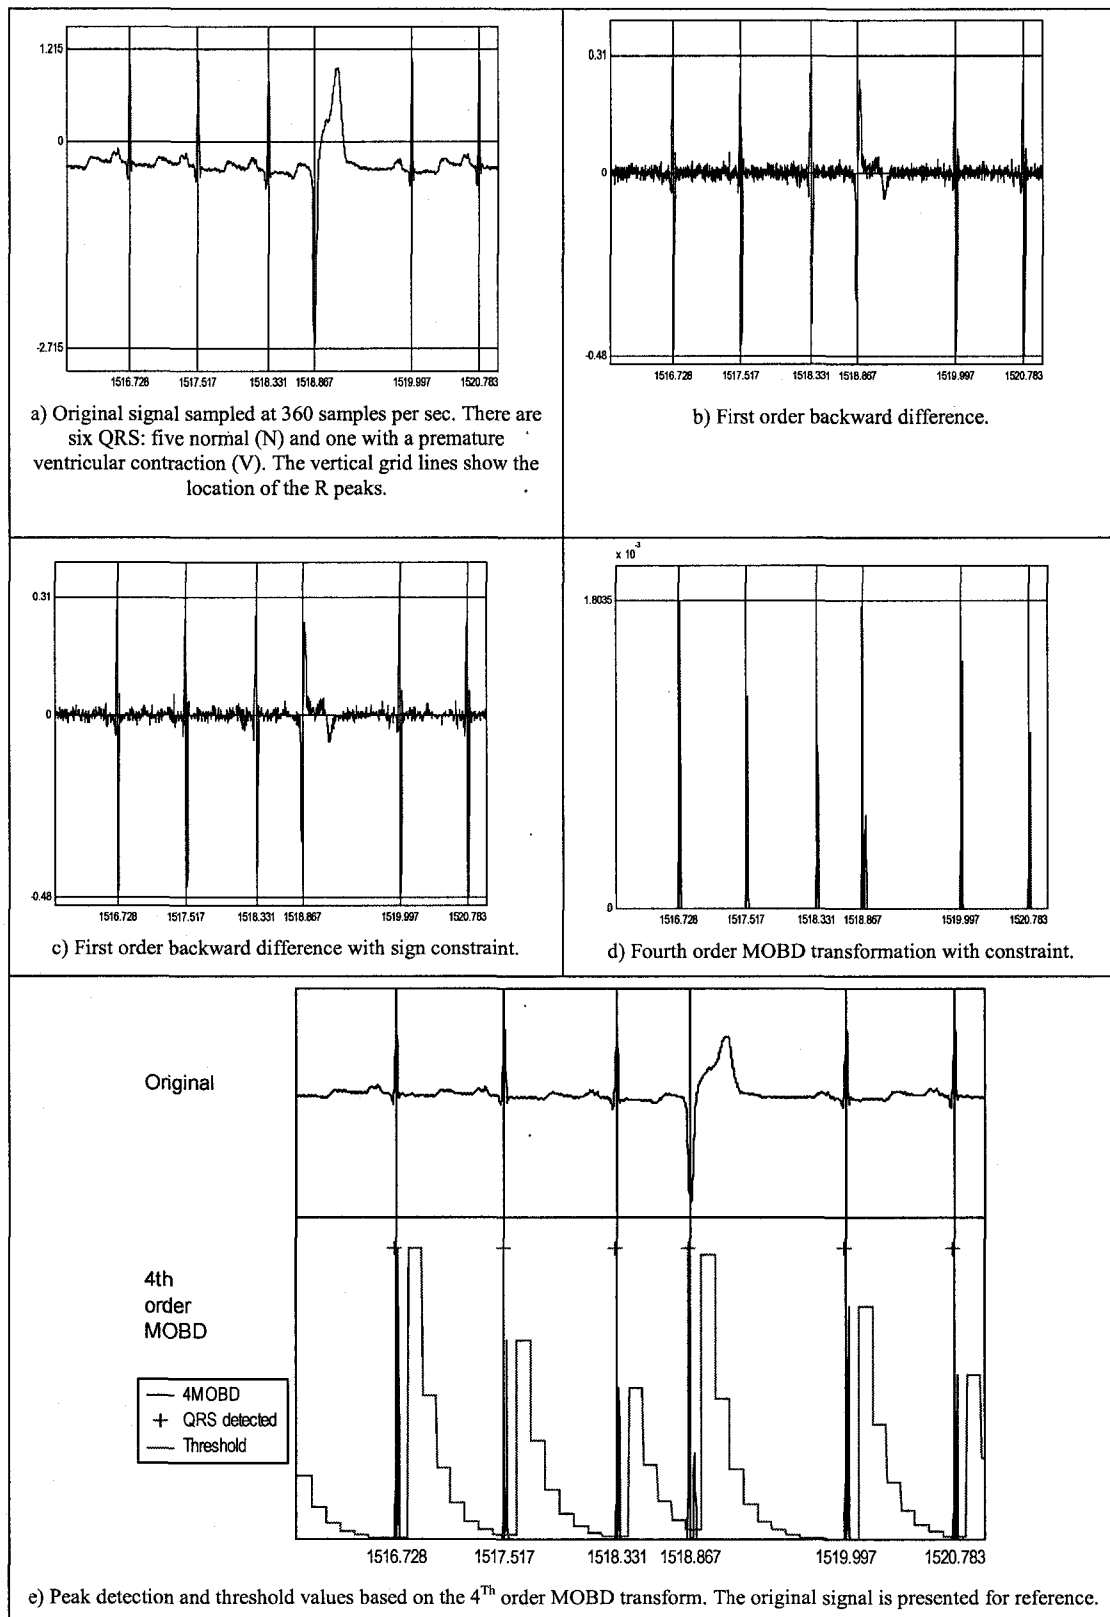 1.215
0
-2.715
1516.728 1517.517 1518.331 1518.867 1519.997 1520.783
a) Original signal sampled at 360 samples per sec. There are
six QRS: five normal (N) and one with a premature
ventricular contraction (V). The vertical grid lines show the
location of the R peaks.
0.31
0
-0.48
1516.728 1517.517 1518.331 1518.867 1519.997 1520.783
b) First order backward difference.
0.31
0
-0.48
1516.728 1517.517 1518.331 1518.867 1519.997 1520.783
c) First order backward difference with sign constraint.
x 10-3
1.8035
0
1516.728 1517.517 1518.331 1518.867 1519.997 1520.783
d) Fourth order MOBD transformation with constraint.
Original
4th
order
MOBD
4MOBD
QRS detected
Threshold
1516.728 1517.517 1518.331 1518.867 1519.997 1520.783
e) Peak detection and threshold values based on the 4Th order MOBD transform. The original signal is presented for reference.